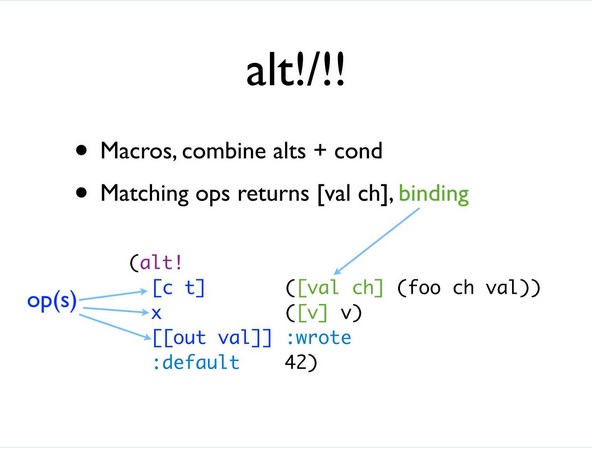 alt!/!!
• Macros, combine alts + cond
• Matching ops returns [val ch], binding
(alt!
[c t] ([val ch] (foo ch val))
op(s) x ([v] v)
[[out val]] :wrote
:default 42)